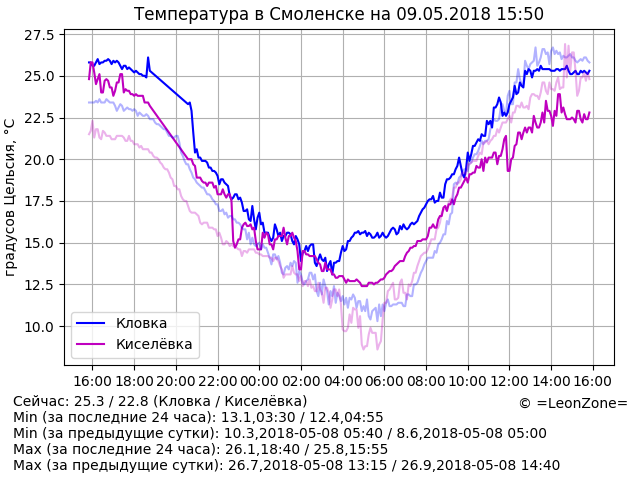 Температура в Смоленске на 09.05.2018 15:50
27.5
25.0
22.5
20.0
17.5
15.0
12.5
10.0
градусов Цельсия, °C
Кловка
Киселёвка
16:00 18:00 20:00 22:00 00:00 02:00 04:00 06:00 08:00 10:00 12:00 14:00 16:00
Сейчас: 25.3 / 22.8 (Кловка / Киселёвка)
© =LeonZone=
Min (за последние 24 часа): 13.1,03:30 / 12.4,04:55
Min (за предыдущие сутки): 10.3,2018-05-08 05:40 / 8.6,2018-05-08 05:00
Max (за последние 24 часа): 26.1,18:40 / 25.8,15:55
Max (за предыдущие сутки): 26.7,2018-05-08 13:15 / 26.9,2018-05-08 14:40